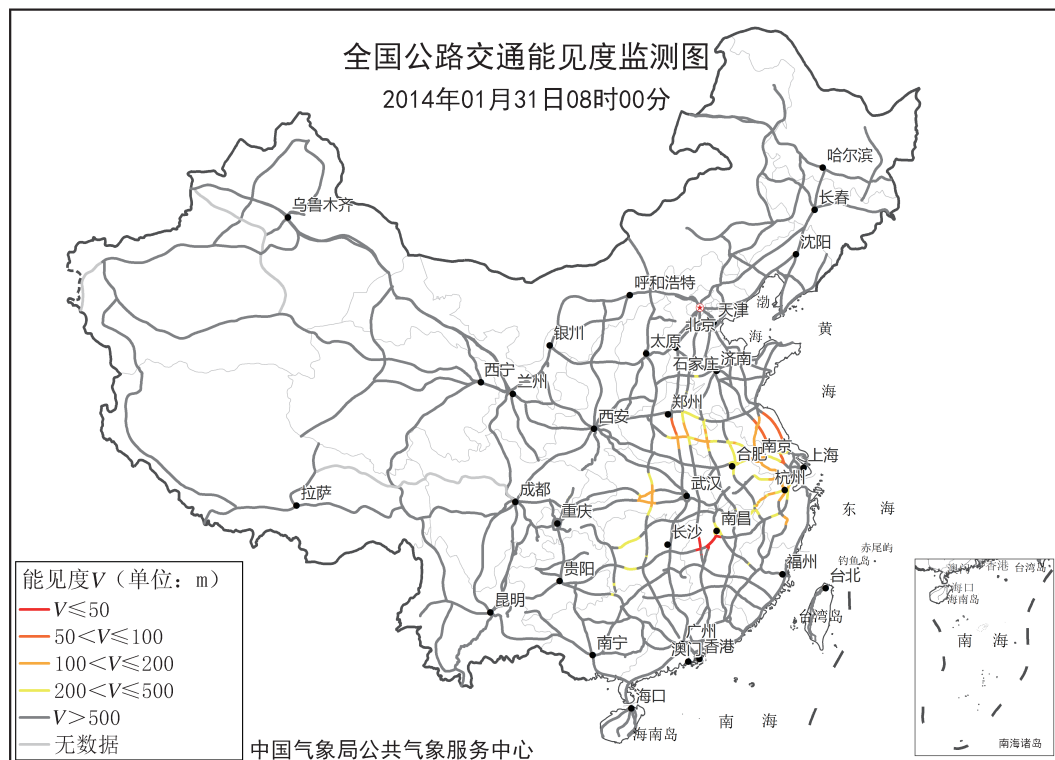 全国公路交通能见度监测图
2014年01月31日08时00分
哈尔滨
长春
乌鲁木齐
沈阳
呼和浩特
渤
天津
北京
海
黄
银川
太原
石家庄
济南
西宁
兰州
海
郑州
西安
南京
合肥
上海
杭州
拉萨
成都
武汉
重庆
南昌
东 海
长沙
赤尾屿
钓鱼岛
贵阳
福州
台北
昆明
台湾岛
广州
南宁
澳门
香港
海口
海南岛
南 海
能见度V（单位：m）
V≤50
50＜V≤100
100＜V≤200
200＜V≤500
V＞500
无数据
中国气象局公共气象服务中心
澳门
香港
台湾岛
海口
海南岛
南 海
南海诸岛